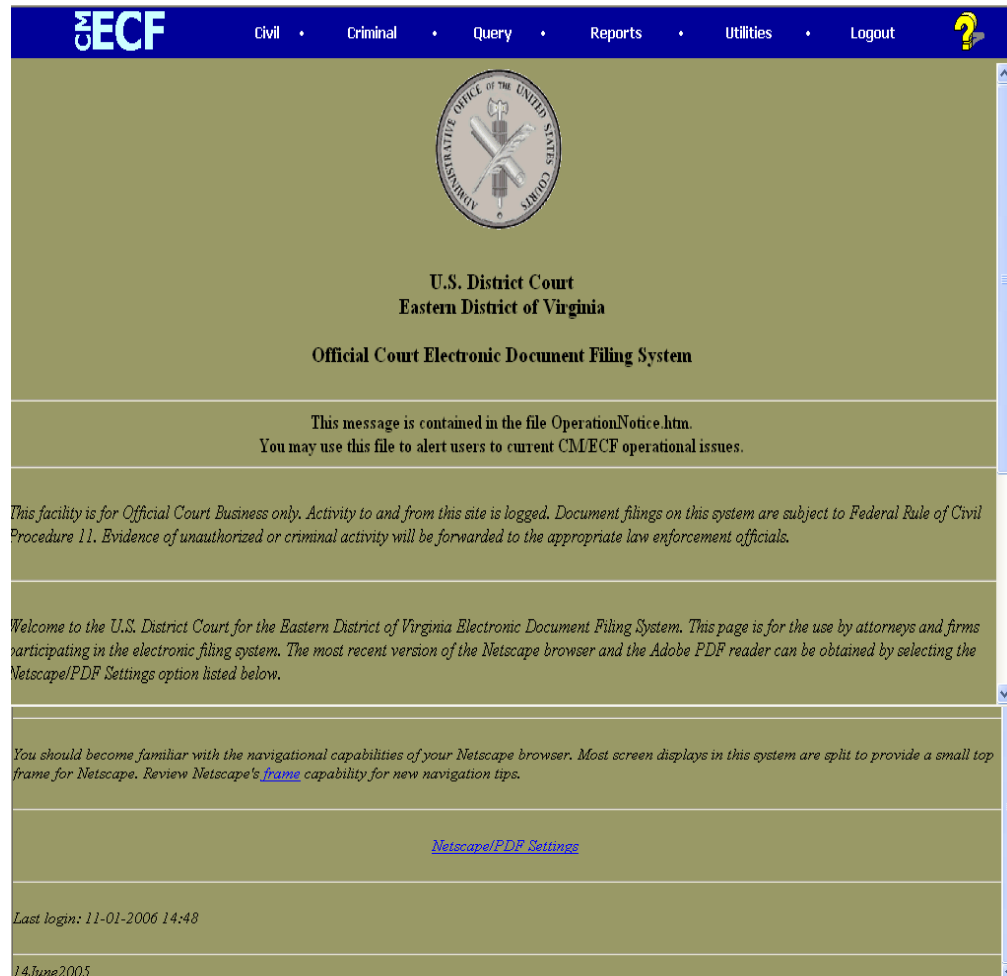 CM ECF Civil • Criminal • Query • Reports • Utilities • Logout ?
ADMINISTRATIVE OFFICE OF THE UNITED STATES COURTS
U.S. District Court
Eastern District of Virginia
Official Court Electronic Document Filing System
This message is contained in the file OperationNotice.htm.
You may use this file to alert users to current CM/ECF operational issues.
This facility is for Official Court Business only. Activity to and from this site is logged. Document filings on this system are subject to Federal Rule of Civil
Procedure 11. Evidence of unauthorized or criminal activity will be forwarded to the appropriate law enforcement officials.
Welcome to the U.S. District Court for the Eastern District of Virginia Electronic Document Filing System. This page is for the use by attorneys and firms
participating in the electronic filing system. The most recent version of the Netscape browser and the Adobe PDF reader can be obtained by selecting the
Netscape/PDF Settings option listed below.
You should become familiar with the navigational capabilities of your Netscape browser. Most screen displays in this system are split to provide a small top
frame for Netscape. Review Netscape's frame capability for new navigation tips.
Netscape/PDF Settings
Last login: 11-01-2006 14:48
14June2005